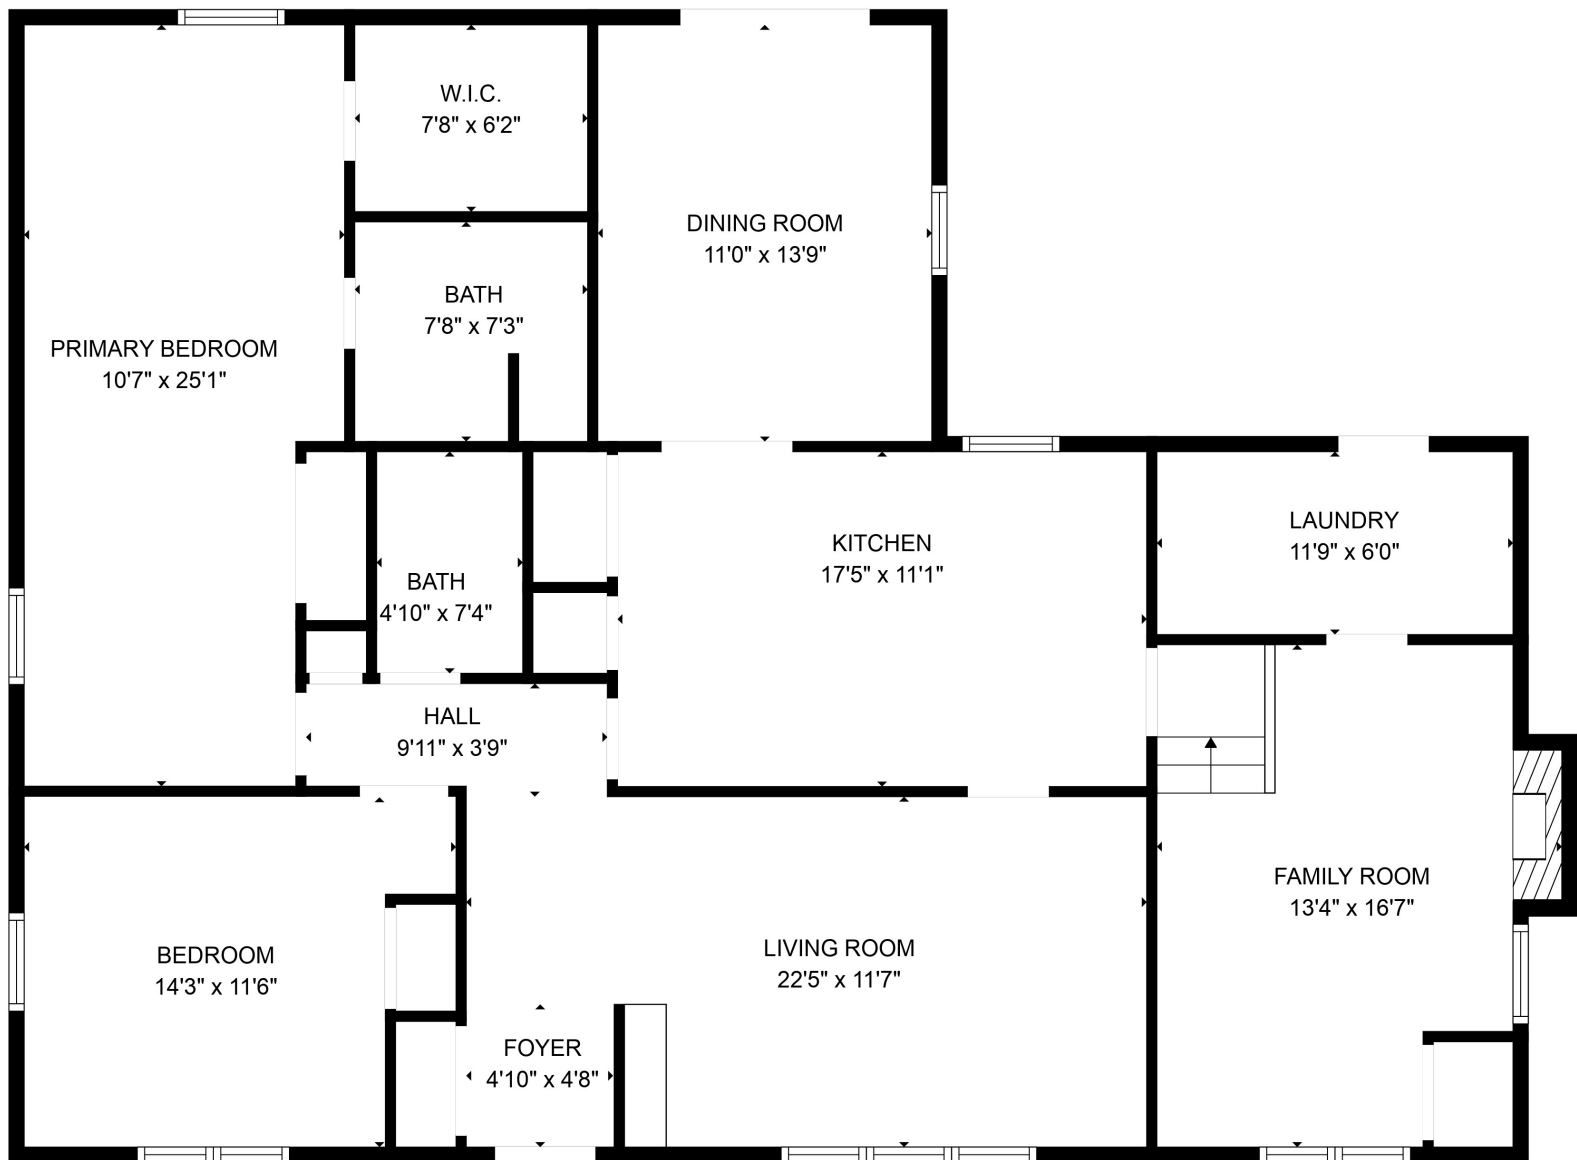 W.I.C.
7'8" x 6'2"
DINING ROOM
11'0" x 13'9"
BATH
7'8" x 7'3"
PRIMARY BEDROOM
10'7" x 25'1"
LAUNDRY
11'9" x 6'0"
KITCHEN
17'5" x 11'1"
BATH
4'10" x 7'4"
HALL
9'11" x 3'9"
FAMILY ROOM
13'4" x 16'7"
LIVING ROOM
22'5" x 11'7"
BEDROOM
14'3" x 11'6"
FOYER
4'10" x 4'8"